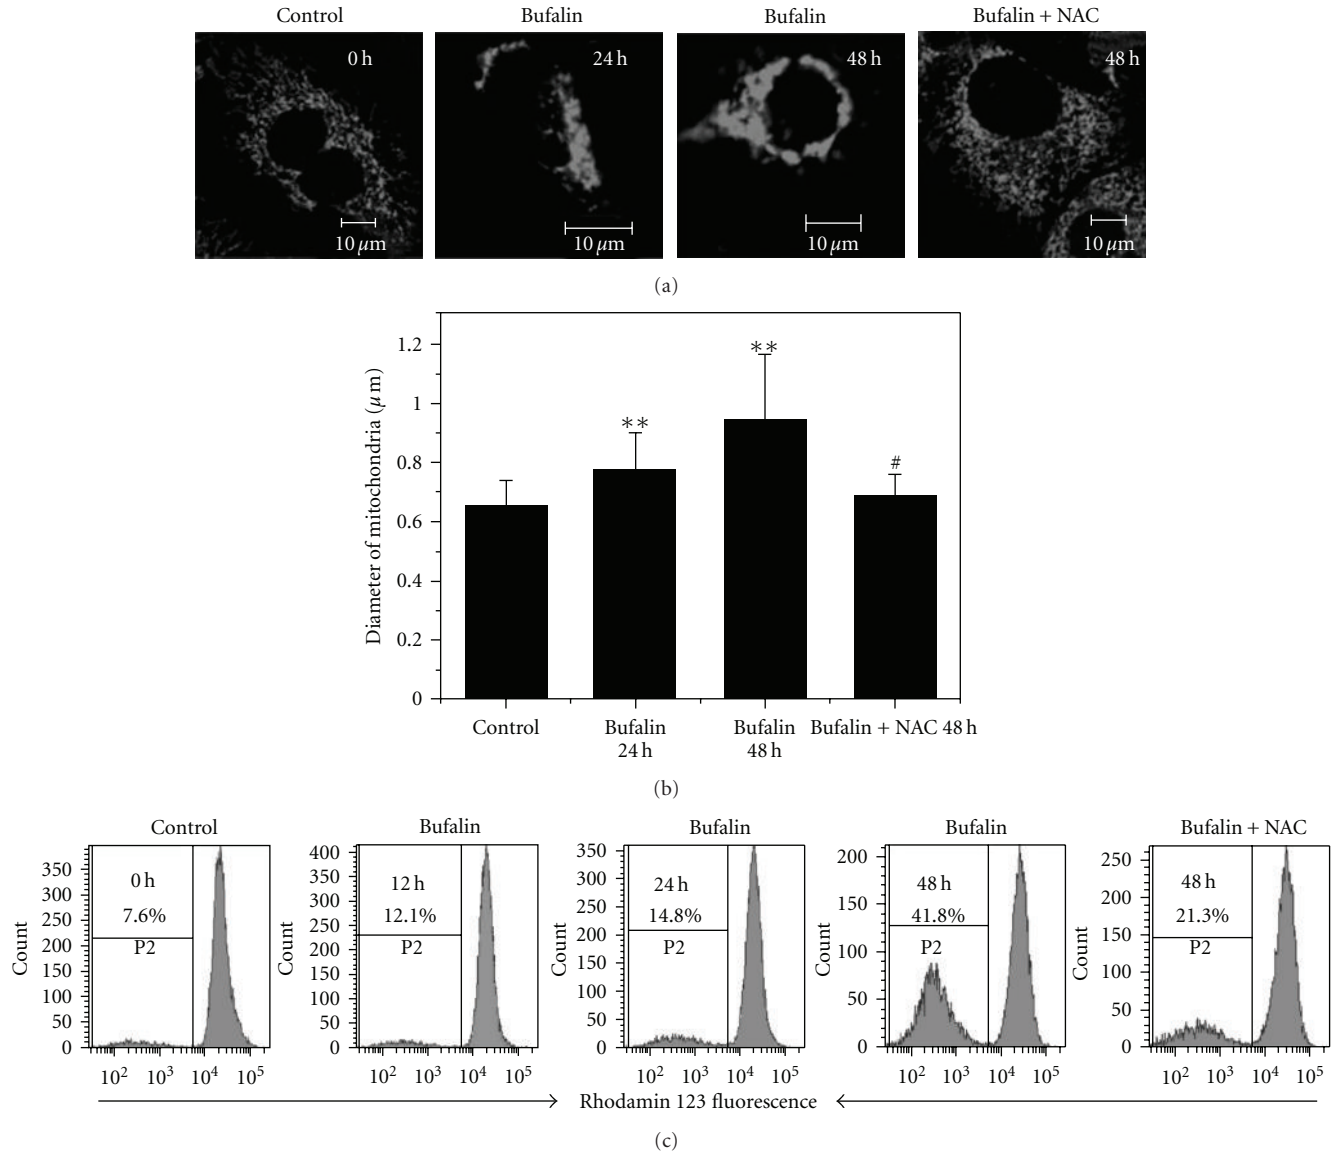 Control Bufalin Bufalin Bufalin + NAC
0 h 24 h 48 h 48 h
10 μm 10 μm 10 μm 10 μm
(a)
Diameter of mitochondria (μm)
1.2
1
0.8
0.6
0.4
0.2
0
**
**
#
Control Bufalin 24 h Bufalin 48 h Bufalin + NAC 48 h
(b)
Control
Count
350
300
250
200
150
100
50
0
0 h
7.6%
P2
10² 10³ 10⁴ 10⁵
Bufalin
Count
400
350
300
250
200
150
100
50
0
12 h
12.1%
P2
10² 10³ 10⁴ 10⁵
Bufalin
Count
350
300
250
200
150
100
50
0
24 h
14.8%
P2
10² 10³ 10⁴ 10⁵
Bufalin
Count
200
150
100
50
0
48 h
41.8%
P2
10² 10³ 10⁴ 10⁵
Bufalin + NAC
Count
250
200
150
100
50
0
48 h
21.3%
P2
10² 10³ 10⁴ 10⁵
Rhodamin 123 fluorescence
(c)